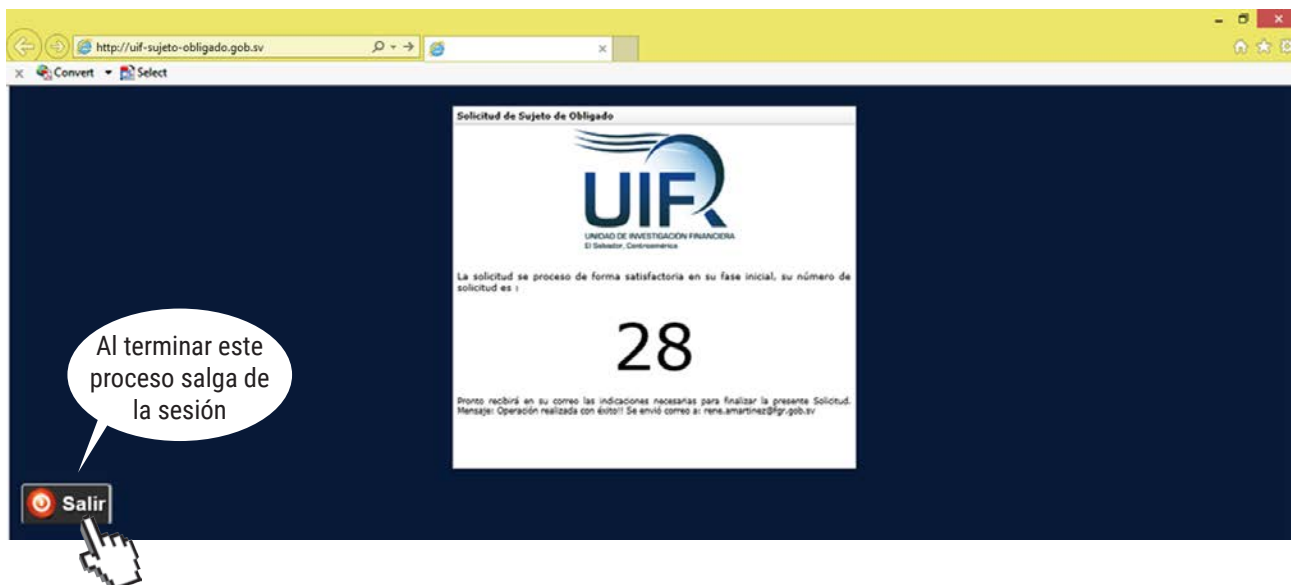 http://uif-sujeto-obligado.gob.sv
Convert
Select
Solicitud de Sujeto de Obligado
UIF
UNIDAD DE INVESTIGACIÓN FINANCIERA
El Salvador, Centroamérica
La solicitud se proceso de forma satisfactoria en su fase inicial, su número de
solicitud es :
28
Pronto recibirá en su correo las indicaciones necesarias para finalizar la presente Solicitud.
Mensaje: Operación realizada con éxito!! Se envió correo a: rene.amartinez@fgr.gob.sv
Al terminar este
proceso salga de
la sesión
Salir